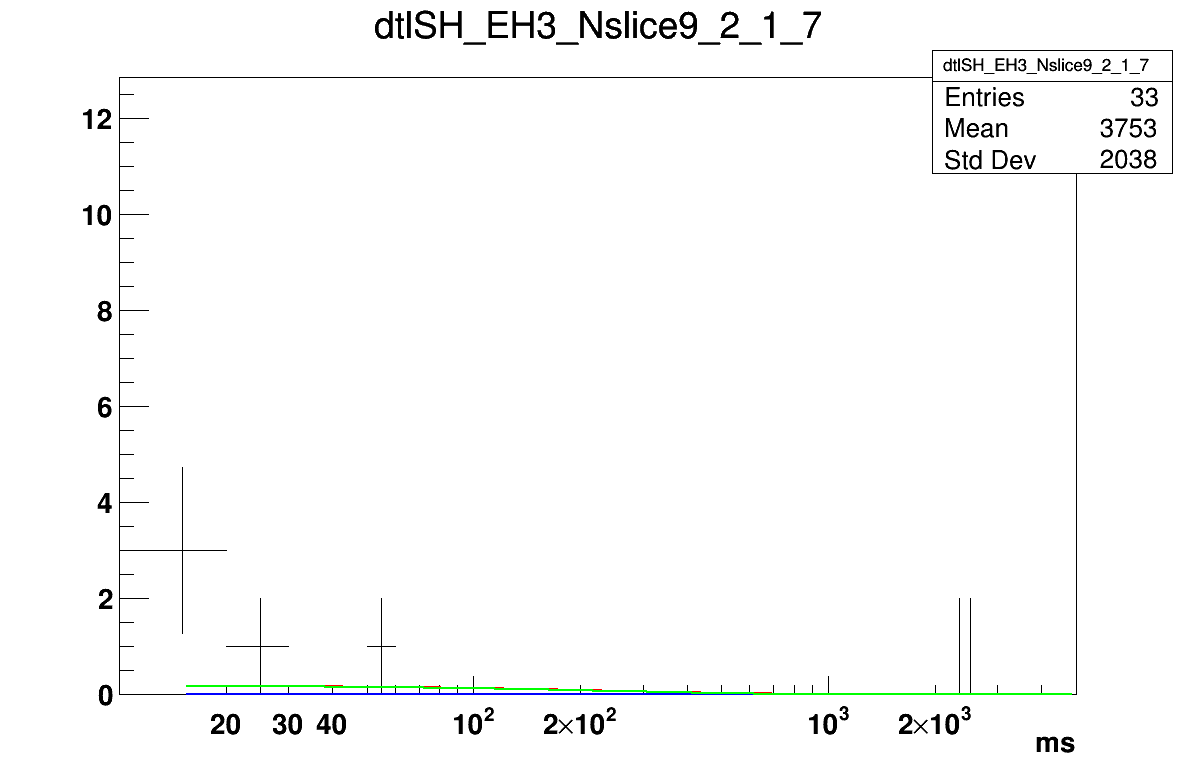 dtlSH_EH3_Nslice9_2_1_7
dtlSH_EH3_Nslice9_2_1_7
Entries 33
Mean 3753
Std Dev 2038
12
10
8
6
4
2
0
20 30 40 10² 2×10² 10³ 2×10³
ms